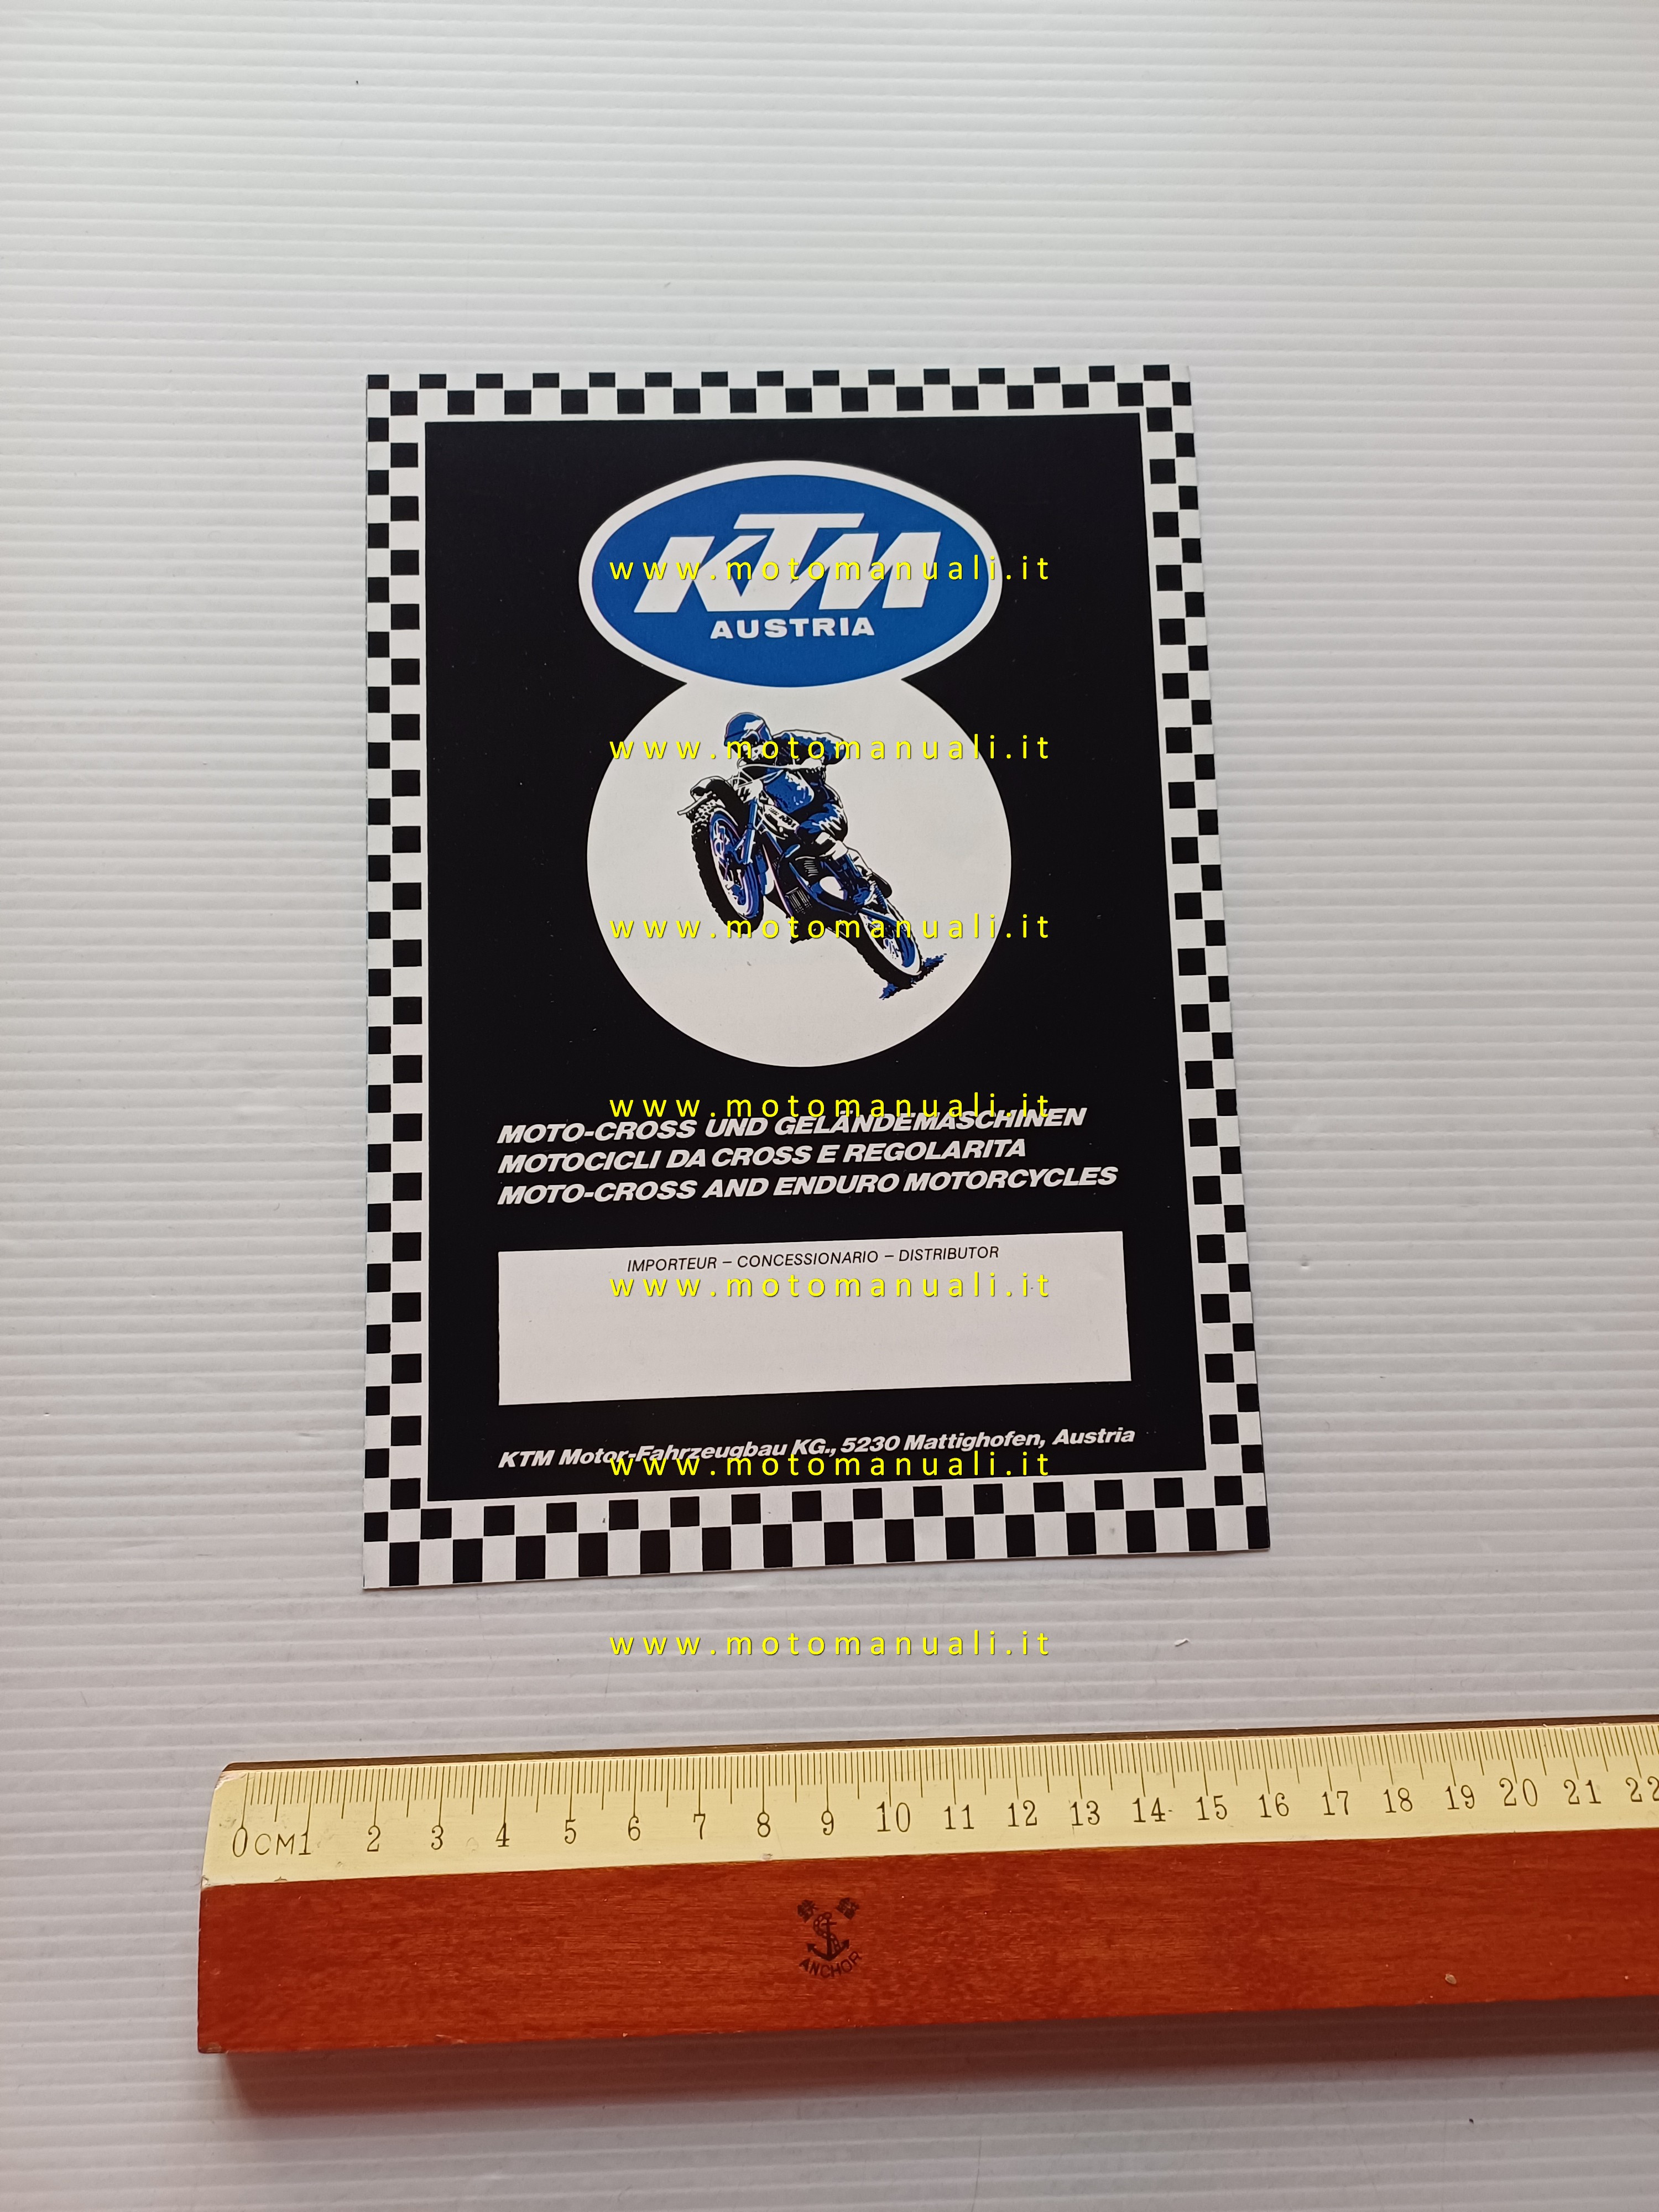 KTM
www.motomanuali.it
AUSTRIA
www.motomanuali.it
www.motomanuali.it
www.motomanuali.it
MOTO-CROSS UND GELÄNDEMASCHINEN
MOTOCICLI DA CROSS E REGOLARITA
MOTO-CROSS AND ENDURO MOTORCYCLES
IMPORTEUR – CONCESSIONARIO – DISTRIBUTOR
www.motomanuali.it
KTM Motor-Fahrzeugbau KG., 5230 Mattighofen, Austria
www.motomanuali.it
www.motomanuali.it
0CM1 2 3 4 5 6 7 8 9 10 11 12 13 14 15 16 17 18 19 20 21 22
ANCHOR